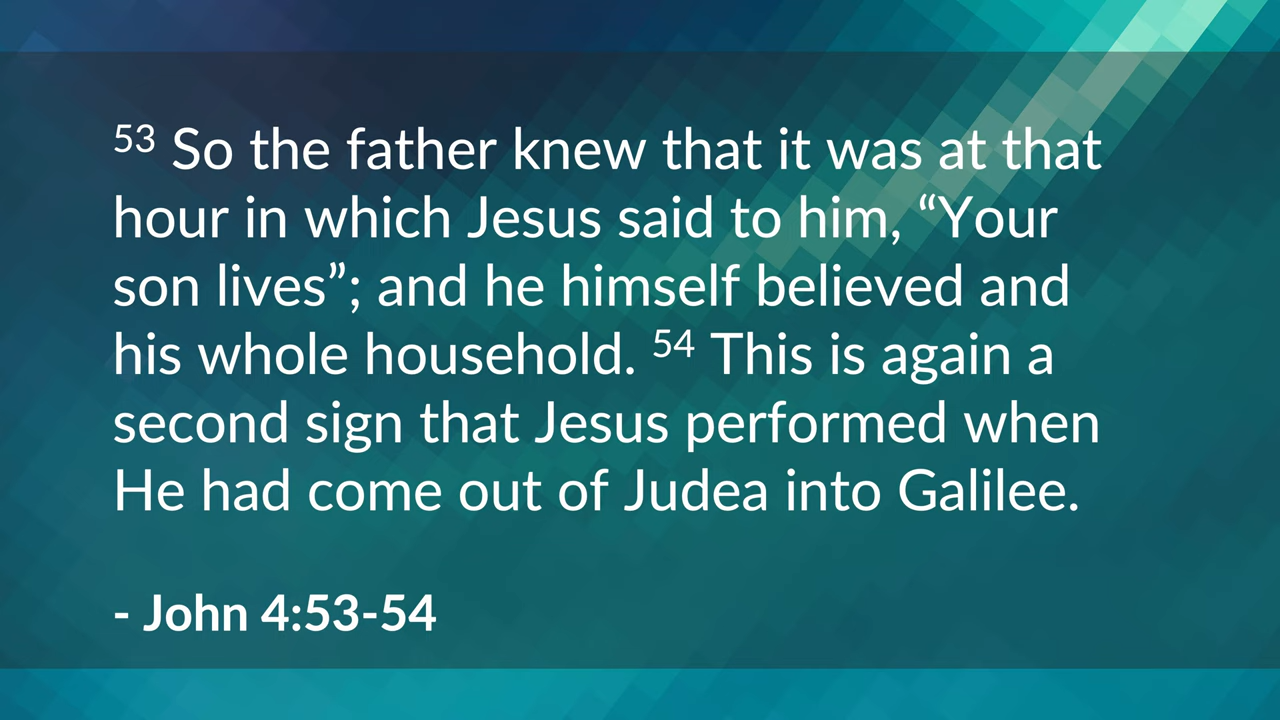 53 So the father knew that it was at that
hour in which Jesus said to him, “Your
son lives”; and he himself believed and
his whole household. 54 This is again a
second sign that Jesus performed when
He had come out of Judea into Galilee.
- John 4:53-54